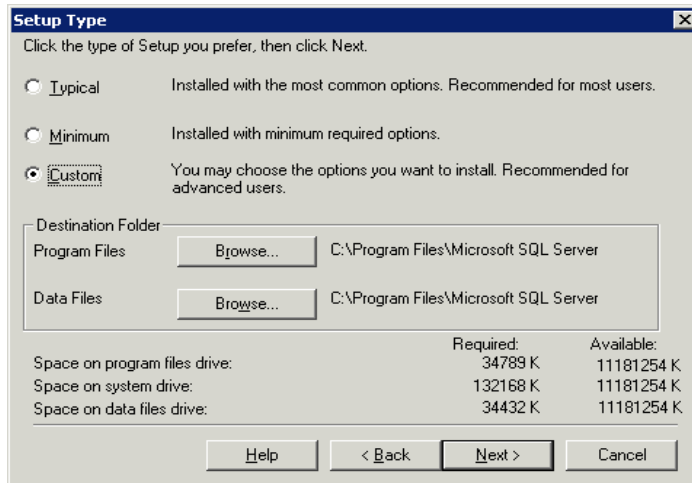 Setup Type
Click the type of Setup you prefer, then click Next.
Typical Installed with the most common options. Recommended for most users.
Minimum Installed with minimum required options.
Custom You may choose the options you want to install. Recommended for
advanced users.
Destination Folder
Program Files Browse... C:\Program Files\Microsoft SQL Server
Data Files Browse... C:\Program Files\Microsoft SQL Server
Required: Available:
Space on program files drive: 34789 K 11181254 K
Space on system drive: 132168 K 11181254 K
Space on data files drive: 34432 K 11181254 K
Help < Back Next > Cancel